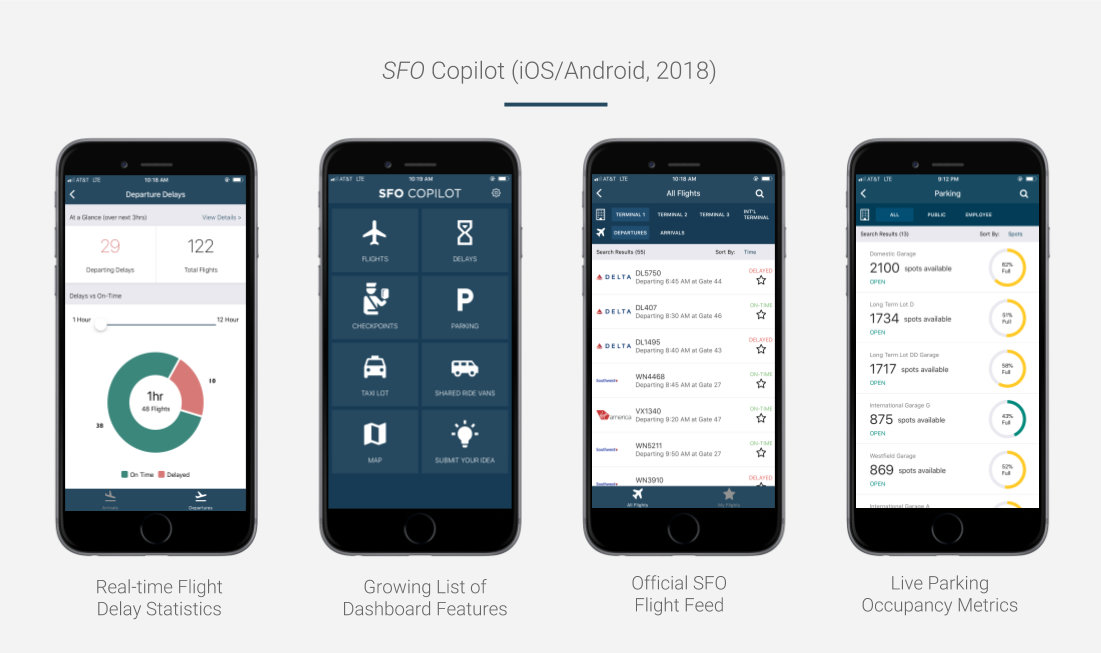 SFO Copilot (iOS/Android, 2018)
AT&T LTE 10:18 AM
Departure Delays
At a Glance (over next 3hrs) View Details >
29 122
Departing Delays Total Flights
Delays vs On-Time
1 Hour 12 Hour
10
1hr
48 Flights
38
On Time Delayed
Arrivals Departures
Real-time Flight
Delay Statistics
AT&T LTE 10:19 AM
SFO COPILOT
FLIGHTS DELAYS
CHECKPOINTS PARKING
TAXI LOT SHARED RIDE VANS
MAP SUBMIT YOUR IDEA
Growing List of
Dashboard Features
AT&T LTE 10:18 AM
All Flights
TERMINAL 1 TERMINAL 2 TERMINAL 3 INT'L
TERMINAL
DEPARTURES ARRIVALS
Search Results (55) Sort By: Time
DELTA DL5750 DELAYED
Departing 6:45 AM at Gate 44
DELTA DL407 ON-TIME
Departing 8:30 AM at Gate 46
DELTA DL1495 DELAYED
Departing 8:40 AM at Gate 43
Southwest WN4468 ON-TIME
Departing 8:45 AM at Gate 27
america VX1340 ON-TIME
Departing 9:20 AM at Gate 47
Southwest WN5211 ON-TIME
Departing 9:50 AM at Gate 27
Southwest WN3910 DELAYED
All Flights My Flights
Official SFO
Flight Feed
AT&T LTE 9:12 PM
Parking
ALL PUBLIC EMPLOYEE
Search Results (13) Sort By: Spots
Domestic Garage
2100 spots available 62%
Full
OPEN
Long Term Lot D
1734 spots available 51%
Full
OPEN
Long Term Lot DD Garage
1717 spots available 58%
Full
OPEN
International Garage G
875 spots available 43%
Full
OPEN
Westfield Garage
869 spots available 52%
Full
OPEN
International Garage A
Live Parking
Occupancy Metrics